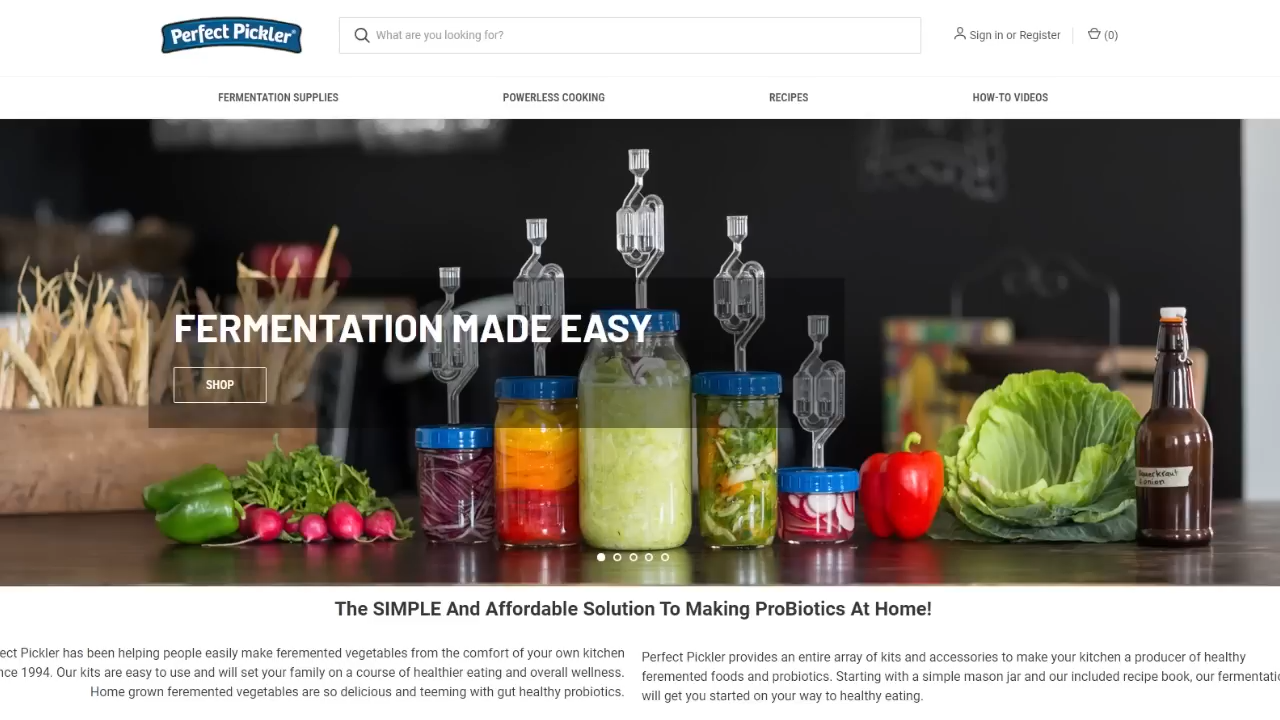 Perfect Pickler®
What are you looking for?
Sign in or Register
(0)
FERMENTATION SUPPLIES
POWERLESS COOKING
RECIPES
HOW-TO VIDEOS
FERMENTATION MADE EASY
SHOP
The SIMPLE And Affordable Solution To Making ProBiotics At Home!
Pickler has been helping people easily make feremented vegetables from the comfort of your own kitchen
1994. Our kits are easy to use and will set your family on a course of healthier eating and overall wellness.
Home grown feremented vegetables are so delicious and teeming with gut healthy probiotics.
Perfect Pickler provides an entire array of kits and accessories to make your kitchen a producer of healthy
feremented foods and probiotics. Starting with a simple mason jar and our included recipe book, our
will get you started on your way to healthy eating.